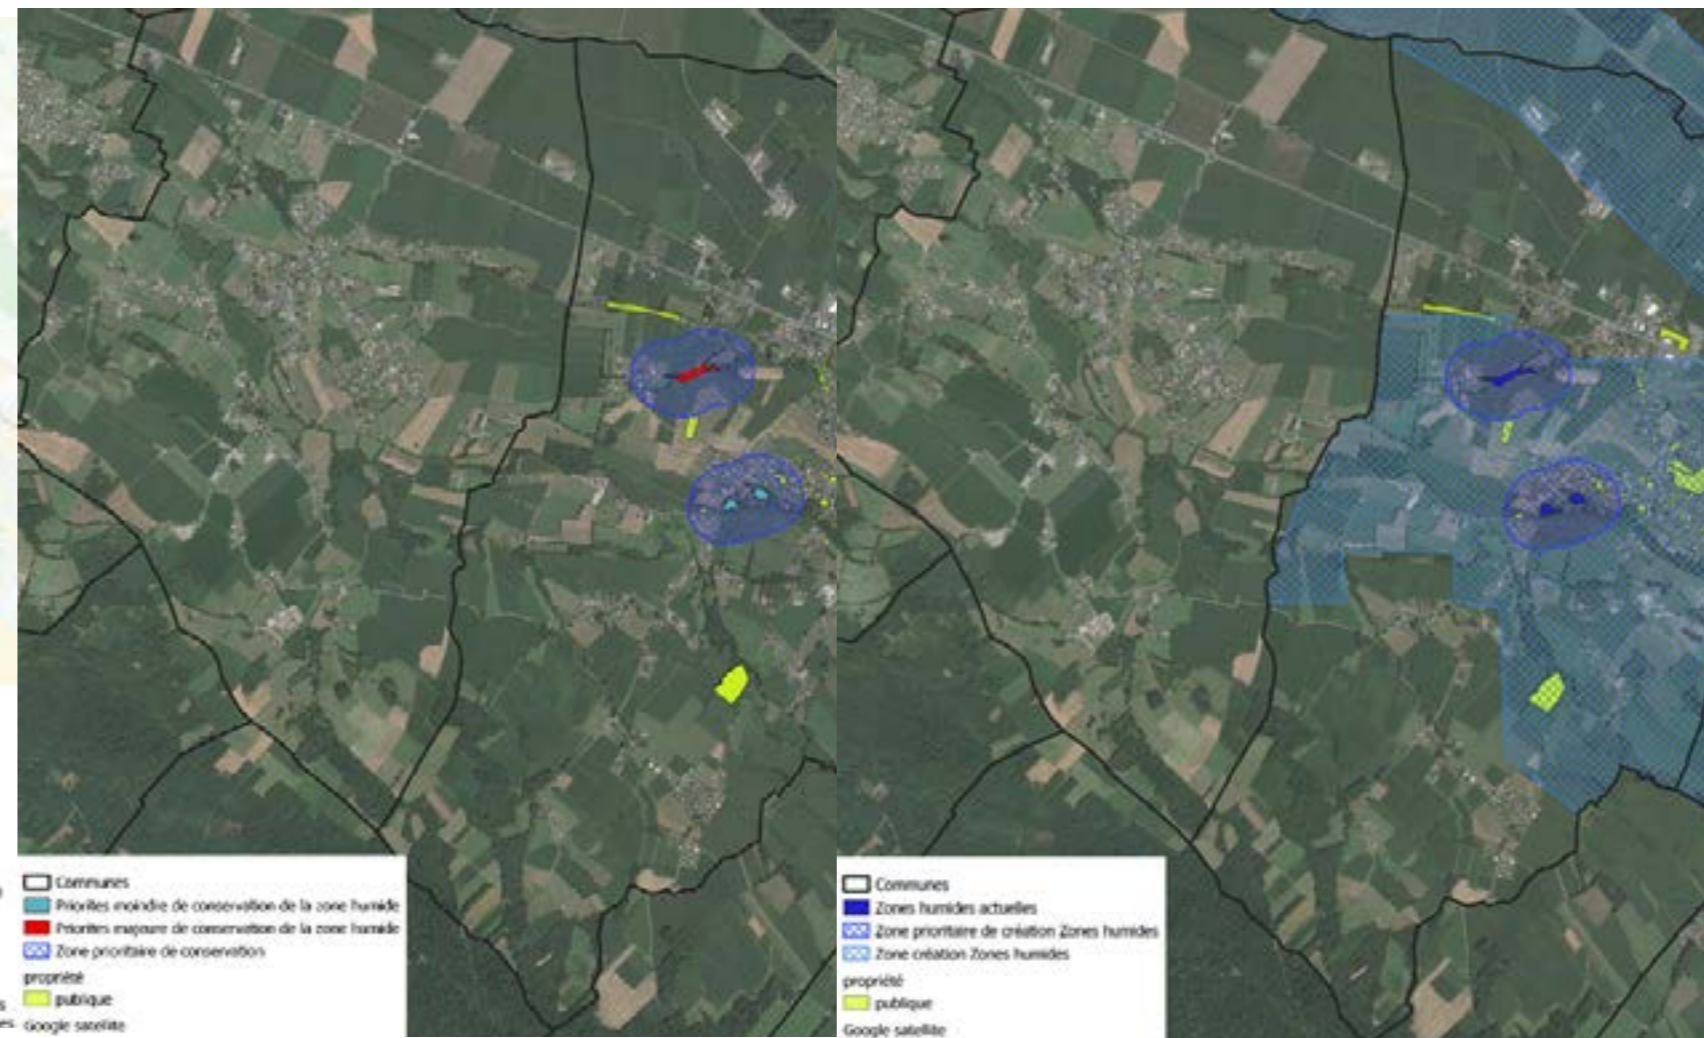 Communes
Priorites moindre de conservation de la zone humide
Priorites majoure de conservation de la zone humide
Zone prioritaire de conservation
propriété
publique
Google satellite
Communes
Zones humides actuelles
Zone prioritaire de création Zones humides
Zone création Zones humides
propriété
publique
Google satellite